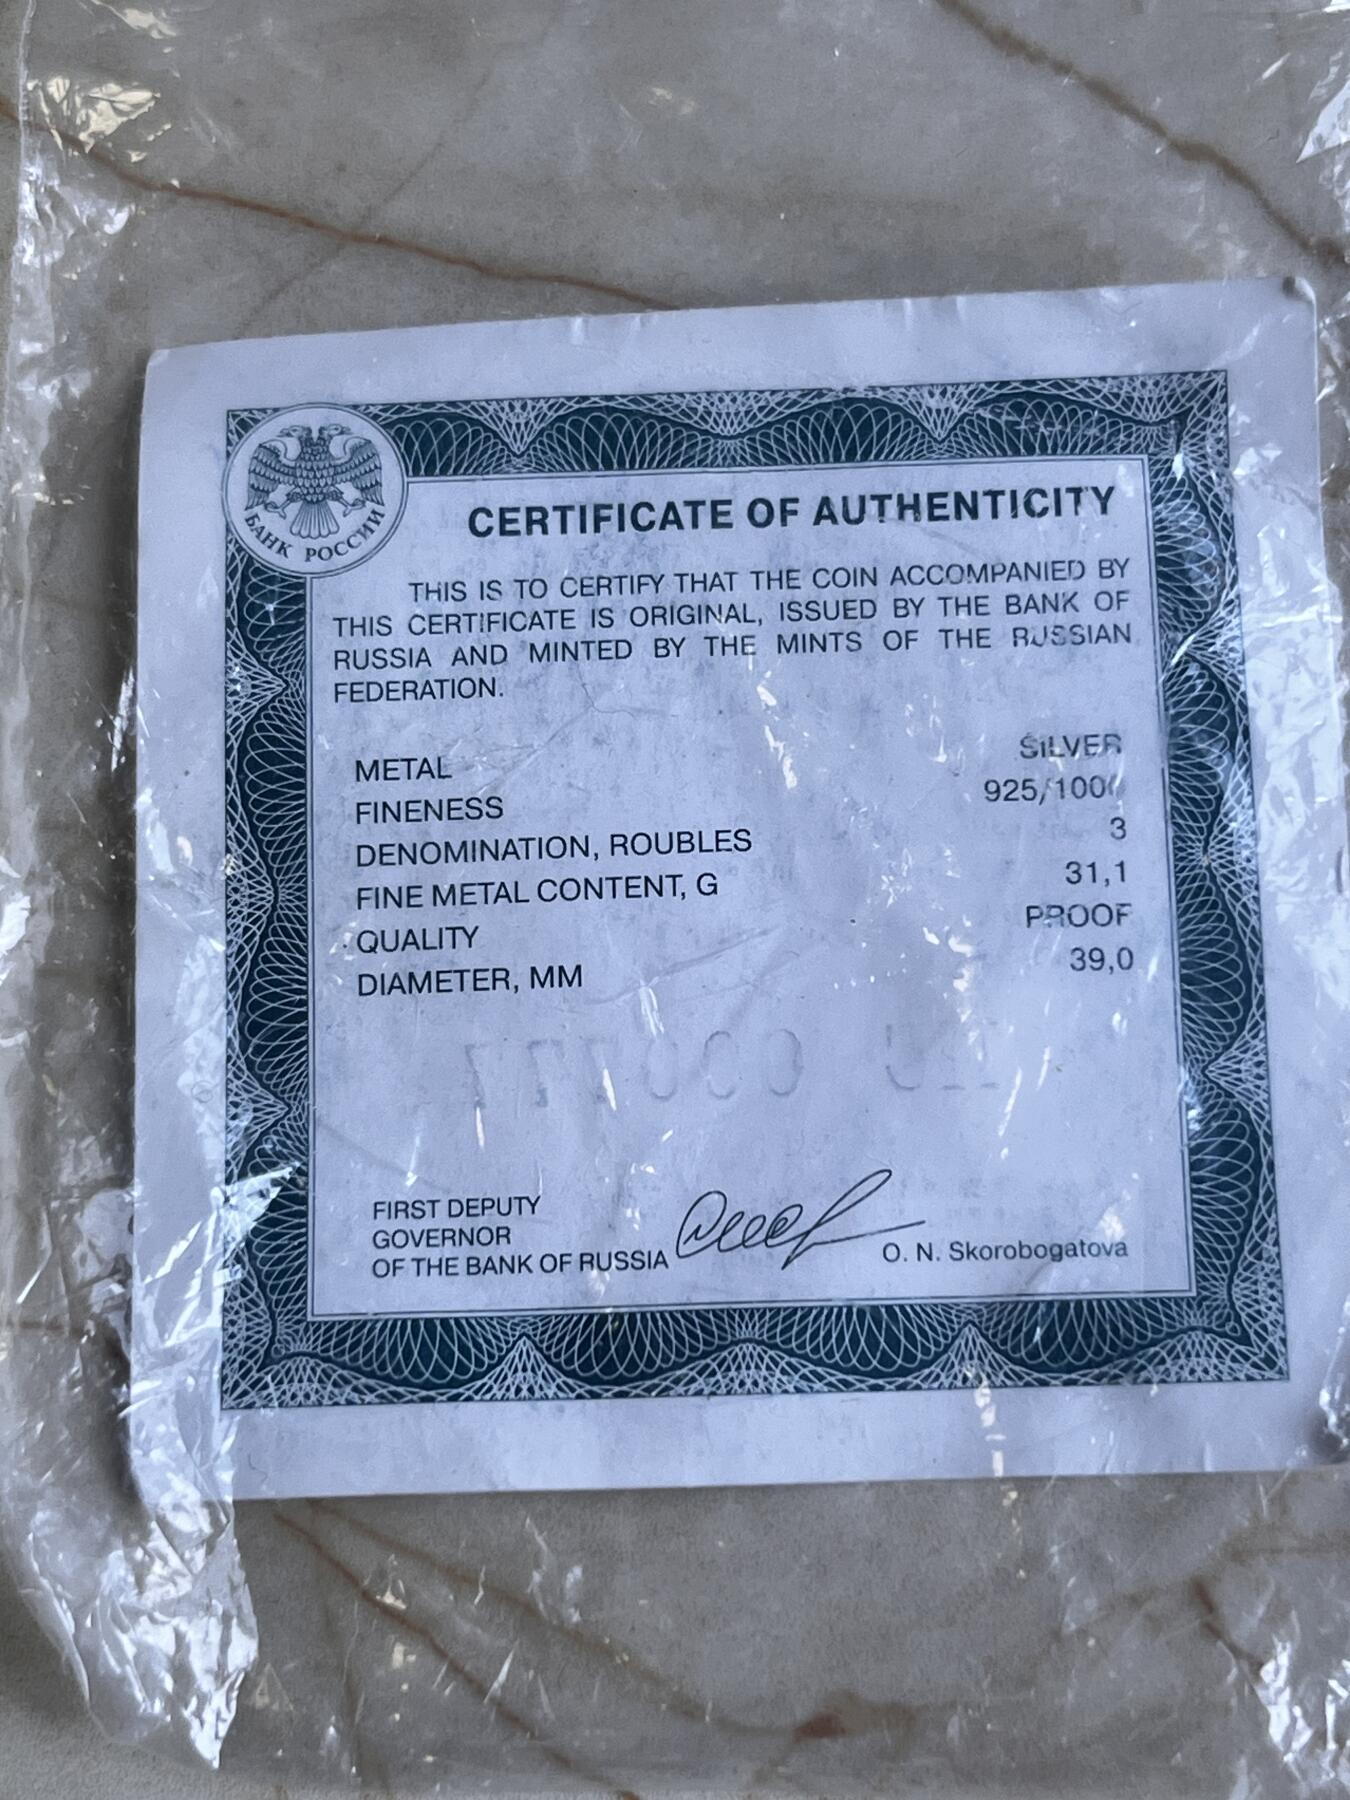 БАНК РОССИИ
CERTIFICATE OF AUTHENTICITY
THIS IS TO CERTIFY THAT THE COIN ACCOMPANIED BY
THIS CERTIFICATE IS ORIGINAL, ISSUED BY THE BANK OF
RUSSIA AND MINTED BY THE MINTS OF THE RUSSIAN
FEDERATION.
METAL SILVER
FINENESS 925/1000
DENOMINATION, ROUBLES 3
FINE METAL CONTENT, G 31,1
QUALITY PROOF
DIAMETER, MM 39,0
FIRST DEPUTY
GOVERNOR
OF THE BANK OF RUSSIA O. N. Skorobogatova